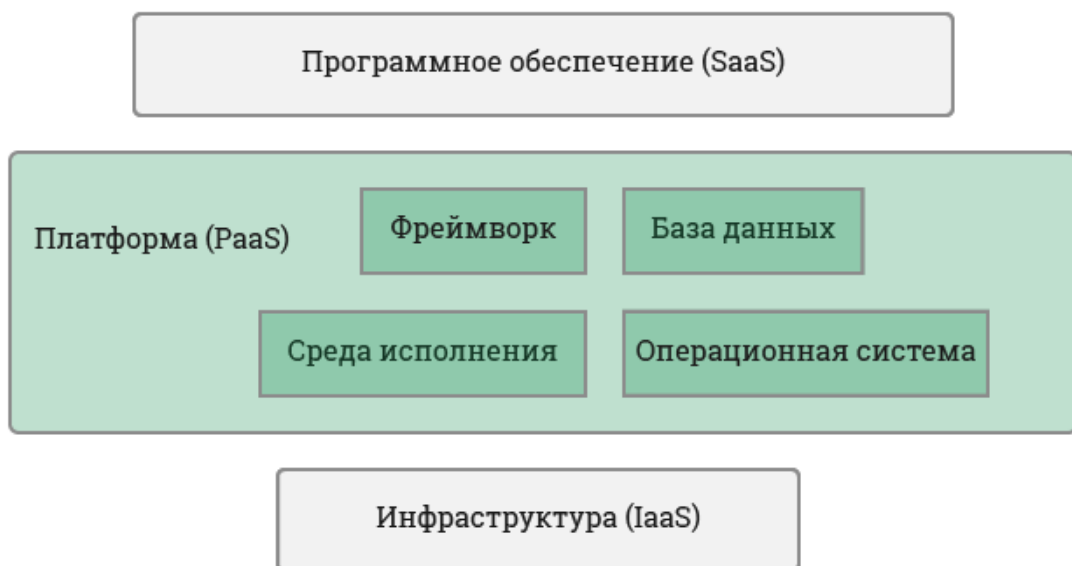 Программное обеспечение (SaaS)
Платформа (PaaS)
Фреймворк
База данных
Среда исполнения
Операционная система
Инфраструктура (IaaS)